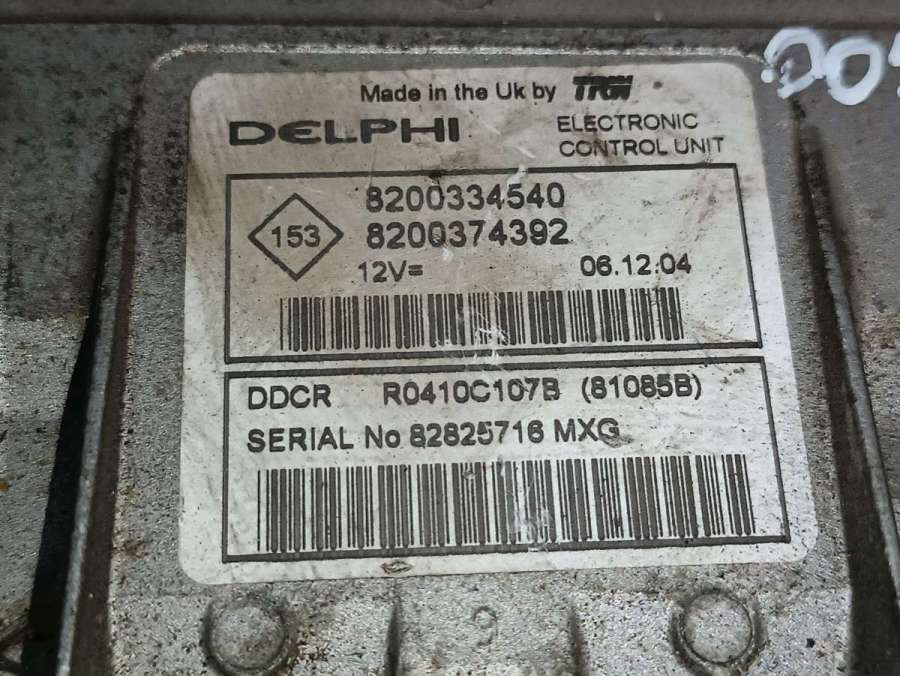 Made in the Uk by TRW
DELPHI
ELECTRONIC
CONTROL UNIT
153
8200334540
8200374392
12V=
06.12.04
DDCR R0410C107B (81085B)
SERIAL No 82825716 MXG